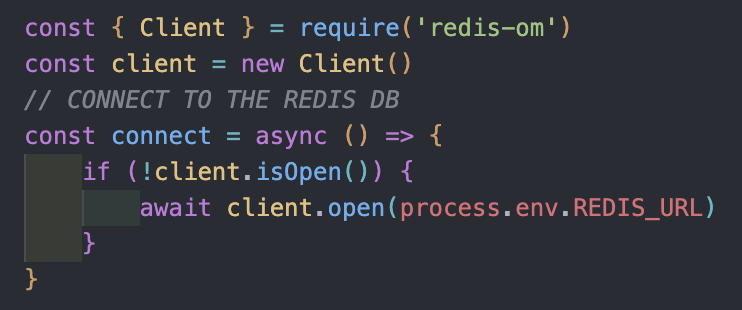 const { Client } = require('redis-om')
const client = new Client()
// CONNECT TO THE REDIS DB
const connect = async () => {
    if (!client.isOpen()) {
        await client.open(process.env.REDIS_URL)
    }
}